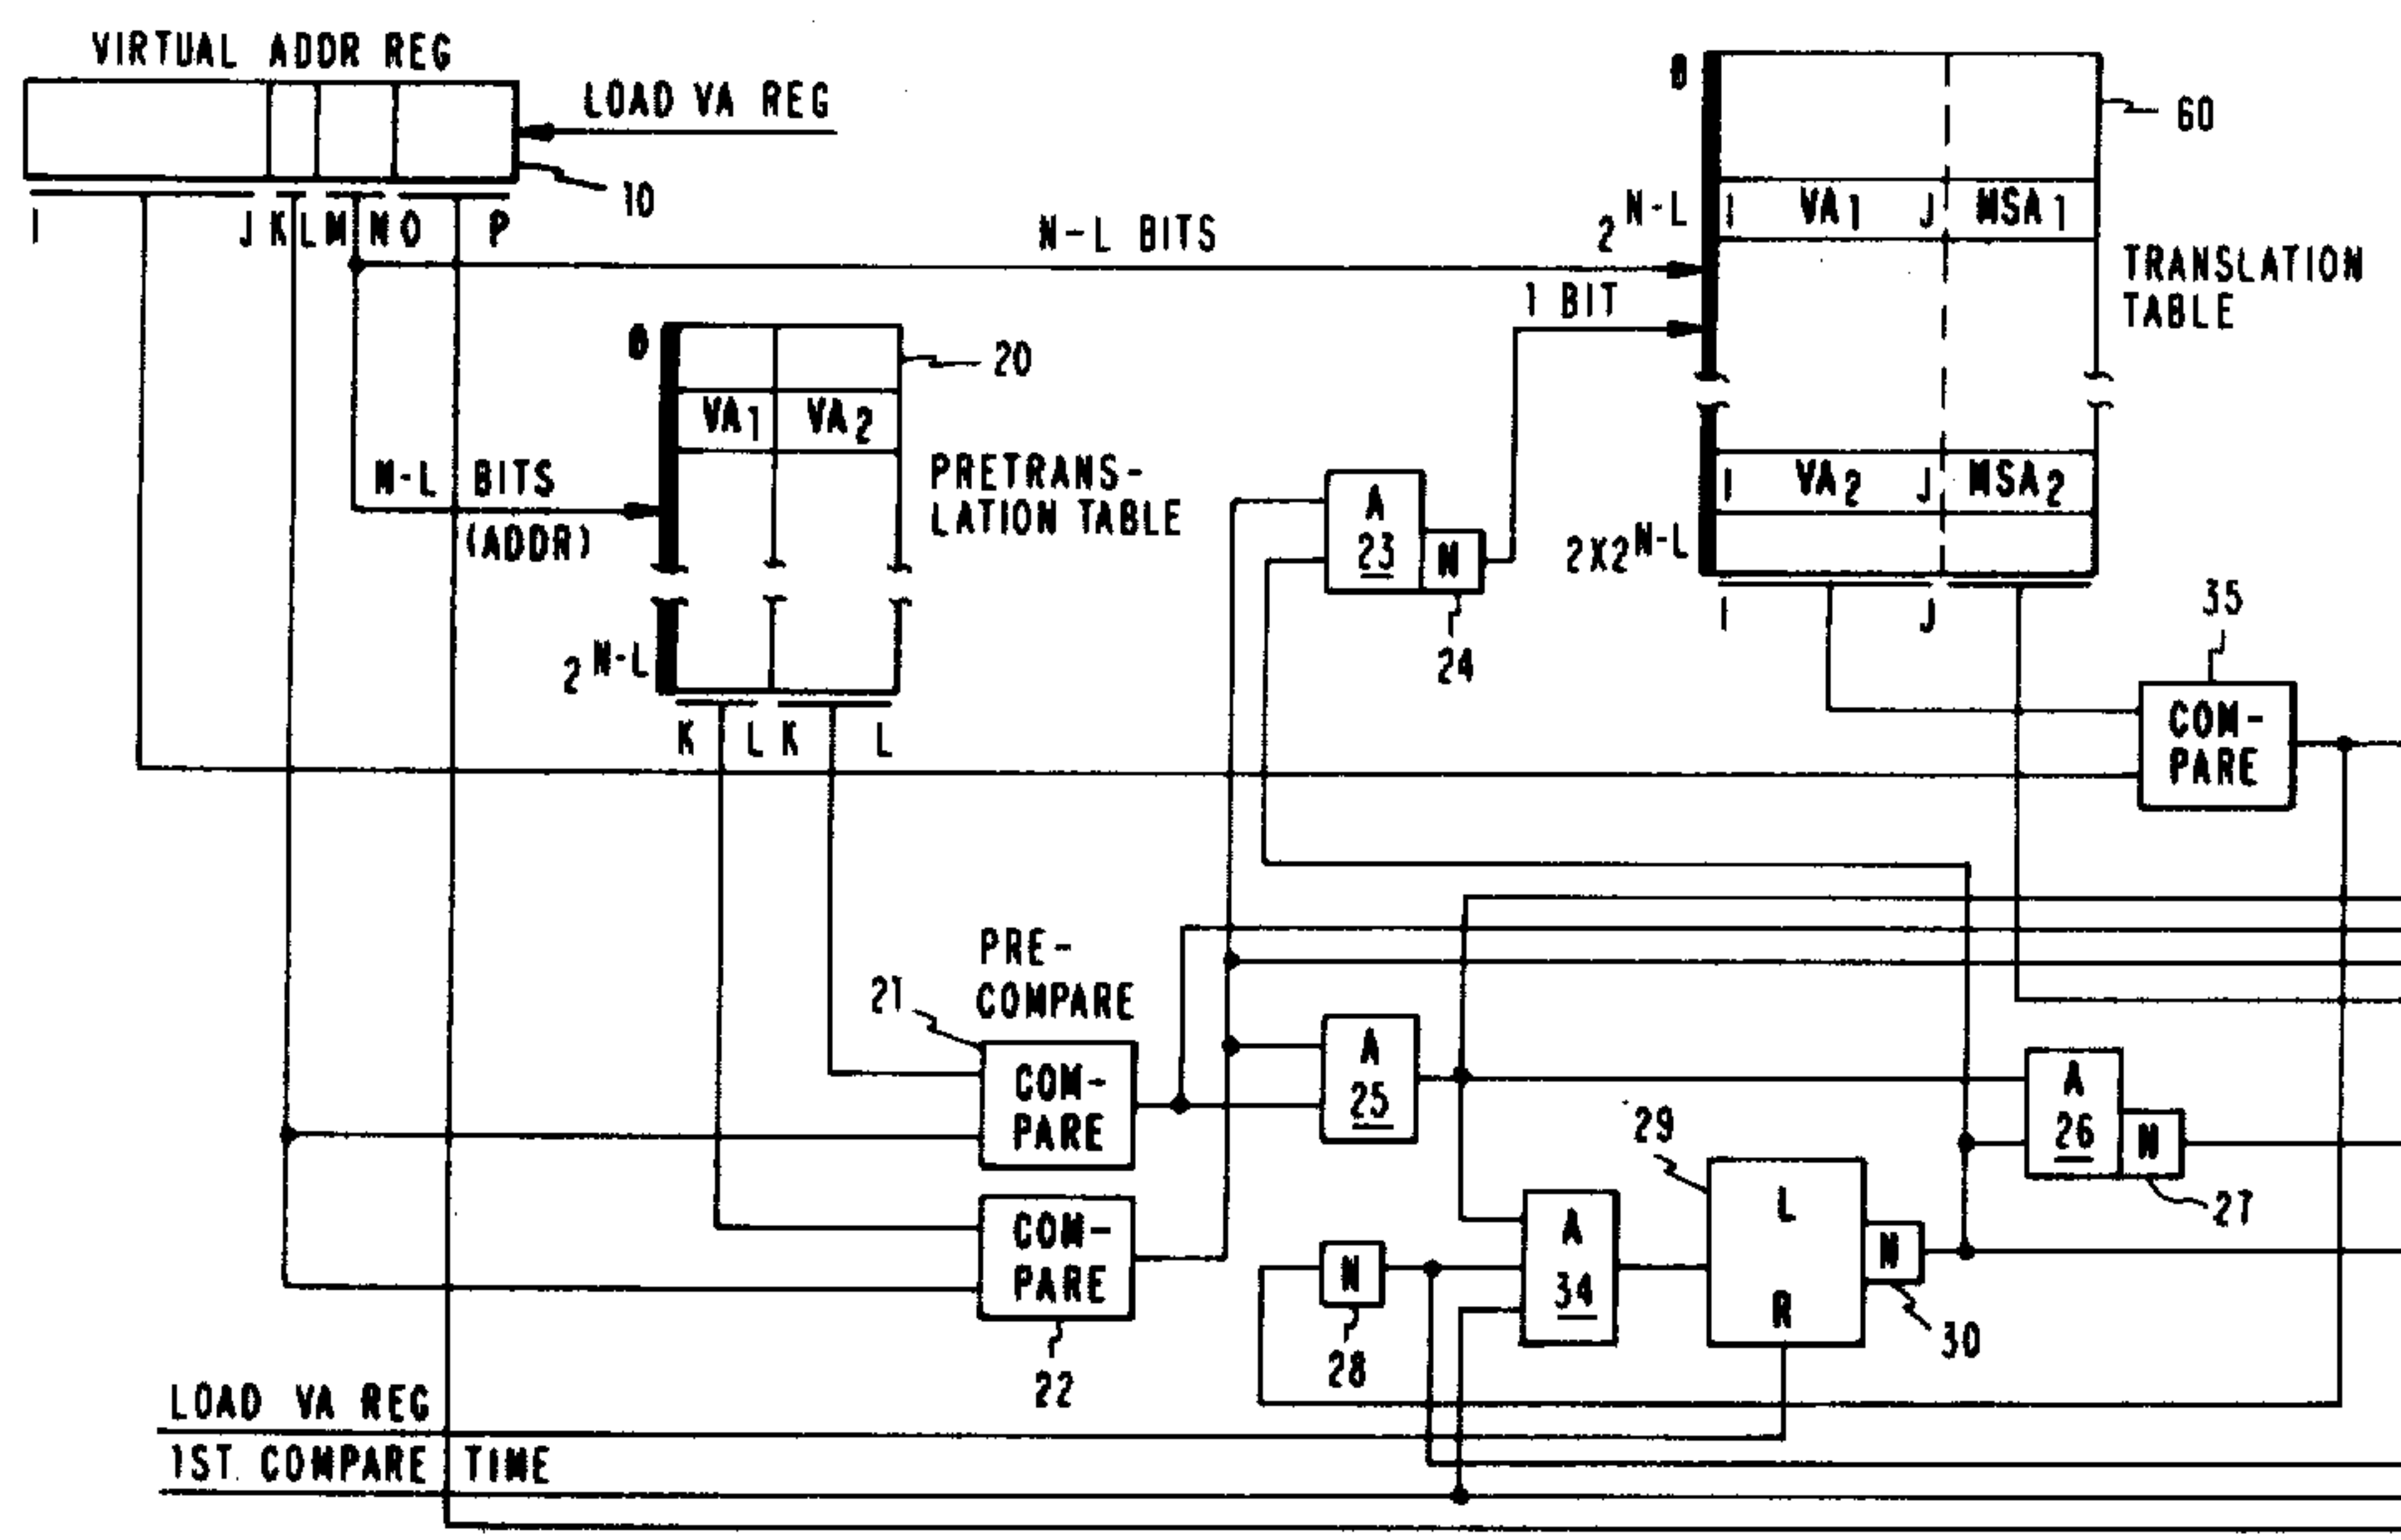 VIRTUAL ADDR REG
LOAD VA REG
10
I J K L M N O P
N-L BITS
1 BIT
0
60
2 N-L
I VA1 J MSA1
TRANSLATION
TABLE
I VA2 J MSA2
2X2 N-L
I J
0
20
VA1 VA2
PRETRANS-
LATION TABLE
N-L BITS
(ADDR)
2 N-L
K L K L
A
23
N
24
35
COM-
PARE
PRE-
COMPARE
21
COM-
PARE
COM-
PARE
22
A
25
A
26
N
27
29
L
R
N
30
A
34
N
28
LOAD VA REG
1ST COMPARE TIME